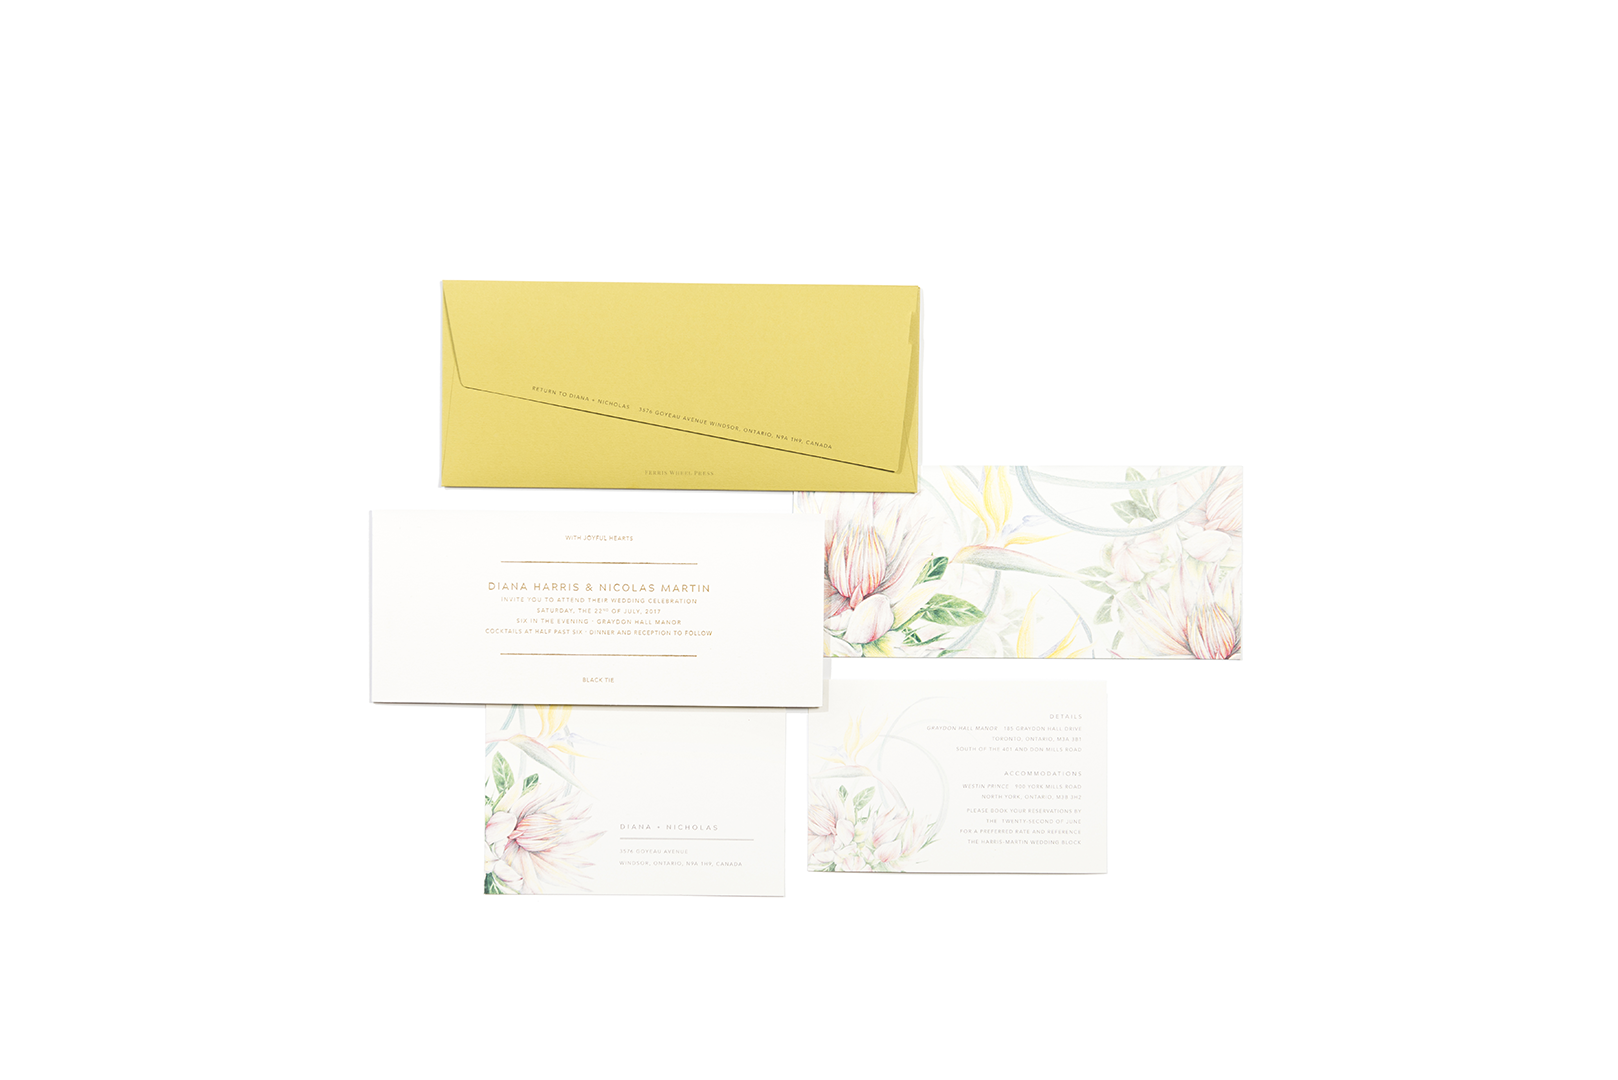 RETURN TO DIANA + NICHOLAS 3476 GOYEAU AVENUE WINDSOR, ONTARIO, N9A 1H9, CANADA
FERRIS WHEEL PRESS
WITH JOYFUL HEARTS
DIANA HARRIS & NICOLAS MARTIN
INVITE YOU TO ATTEND THEIR WEDDING CELEBRATION
SATURDAY, THE 22ND OF JULY, 2017
SIX IN THE EVENING · GRAYDON HALL MANOR
COCKTAILS AT HALF PAST SIX · DINNER AND RECEPTION TO FOLLOW
BLACK TIE
DIANA + NICHOLAS
GOYEAU AVENUE
WINDSOR, ONTARIO, N9A 1H9, CANADA
DETAILS
GRAYDON HALL MANOR · 185 GRAYDON HALL DRIVE
TORONTO, ONTARIO, M3A 3B1
SOUTH OF THE 401 AND DON MILLS ROAD
ACCOMMODATIONS
WESTIN PRINCE · 900 YORK MILLS ROAD
NORTH YORK, ONTARIO, M3B 3H2
PLEASE BOOK YOUR RESERVATIONS BY
THE TWENTY-SECOND OF JUNE
FOR A PREFERRED RATE AND REFERENCE
THE HARRIS-MARTIN WEDDING BLOCK